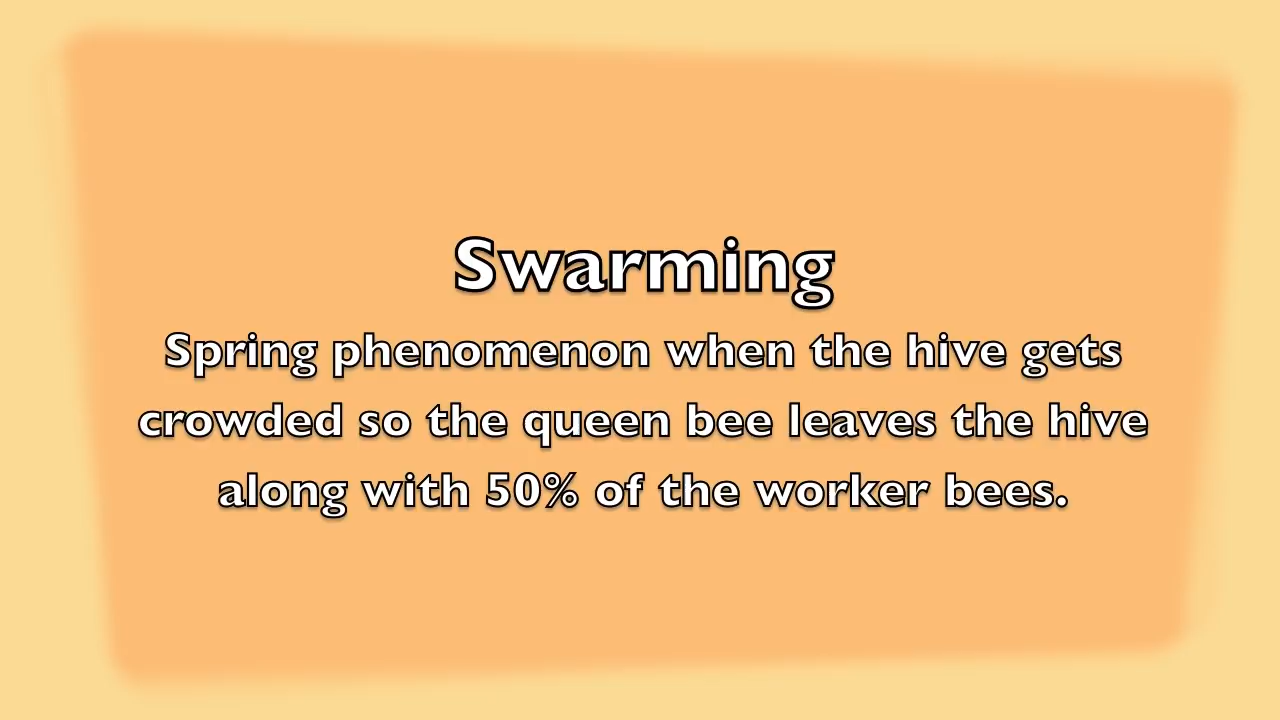 Swarming
Spring phenomenon when the hive gets
crowded so the queen bee leaves the hive
along with 50% of the worker bees.